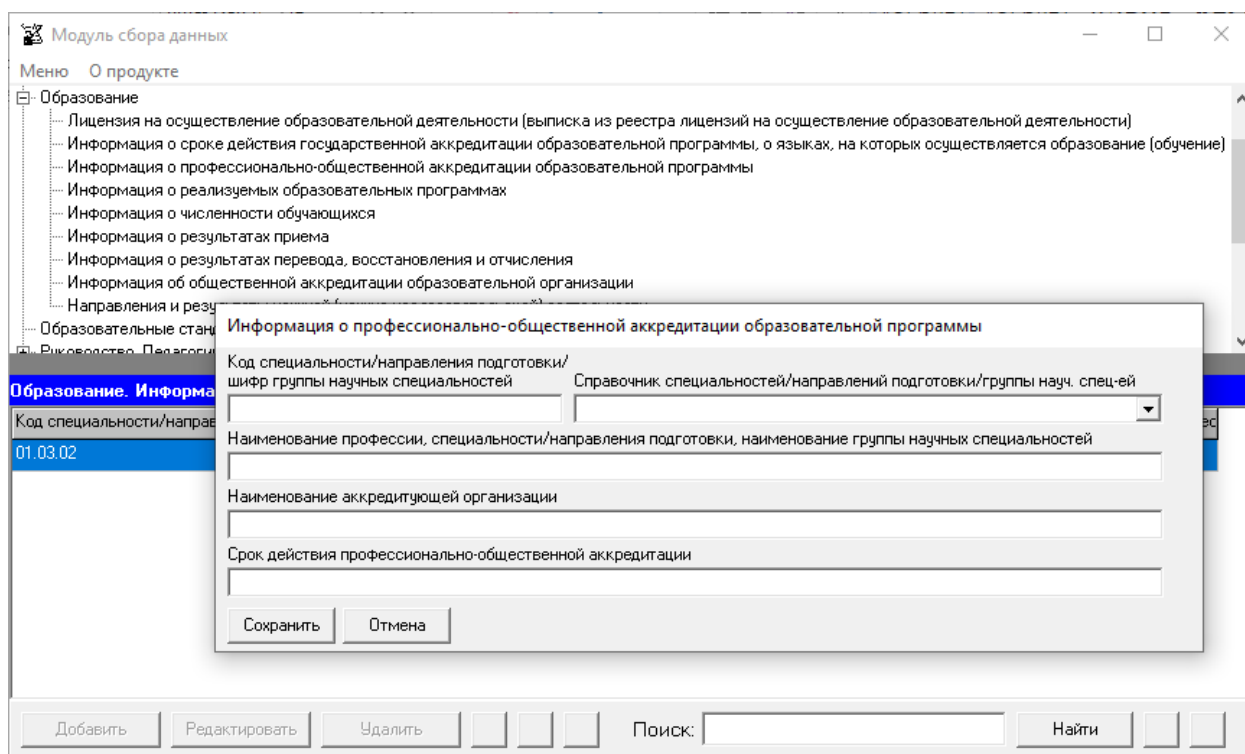 Модуль сбора данных
Меню О продукте
Образование
Лицензия на осуществление образовательной деятельности (выписка из реестра лицензий на осуществление образовательной деятельности)
Информация о сроке действия государственной аккредитации образовательной программы, о языках, на которых осуществляется образование (обучение)
Информация о профессионально-общественной аккредитации образовательной программы
Информация о реализуемых образовательных программах
Информация о численности обучающихся
Информация о результатах приема
Информация о результатах перевода, восстановления и отчисления
Информация об общественной аккредитации образовательной организации
Направления и резу
Образовательные станд
Руководство. Педагоги
Информация о профессионально-общественной аккредитации образовательной программы
Код специальности/направления подготовки/
шифр группы научных специальностей
Справочник специальностей/направлений подготовки/группы науч. спец-ей
Наименование профессии, специальности/направления подготовки, наименование группы научных специальностей
Наименование аккредитующей организации
Срок действия профессионально-общественной аккредитации
Сохранить Отмена
Образование. Информа
Код специальности/направ
ес
01.03.02
Добавить Редактировать Удалить Поиск: Найти